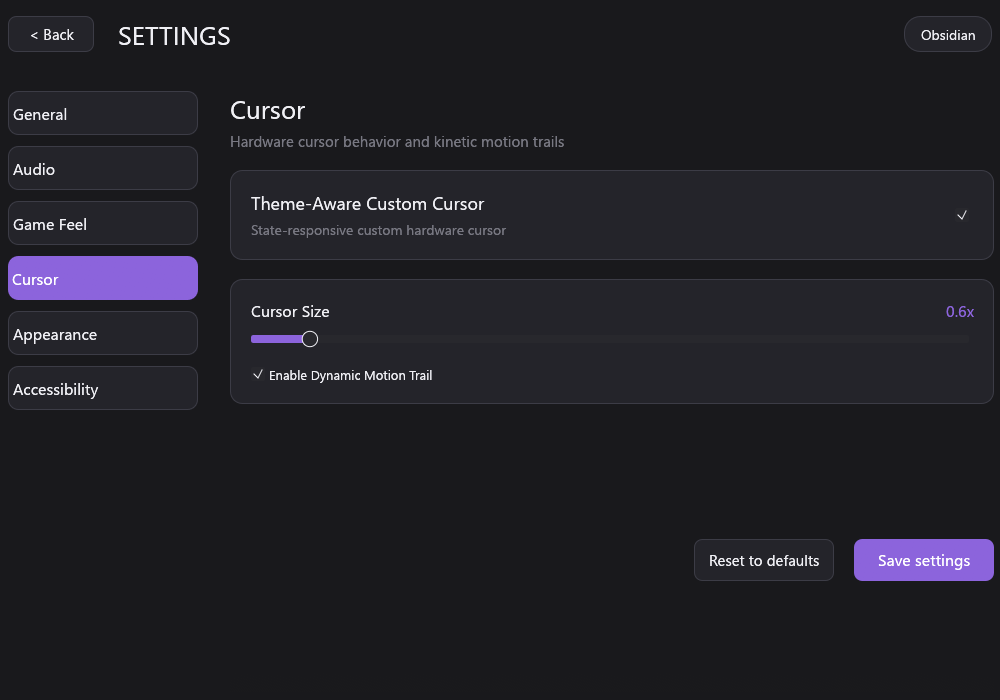 < Back
SETTINGS
Obsidian
General
Audio
Game Feel
Cursor
Appearance
Accessibility
Cursor
Hardware cursor behavior and kinetic motion trails
Theme-Aware Custom Cursor
State-responsive custom hardware cursor
Cursor Size
0.6x
Enable Dynamic Motion Trail
Reset to defaults
Save settings